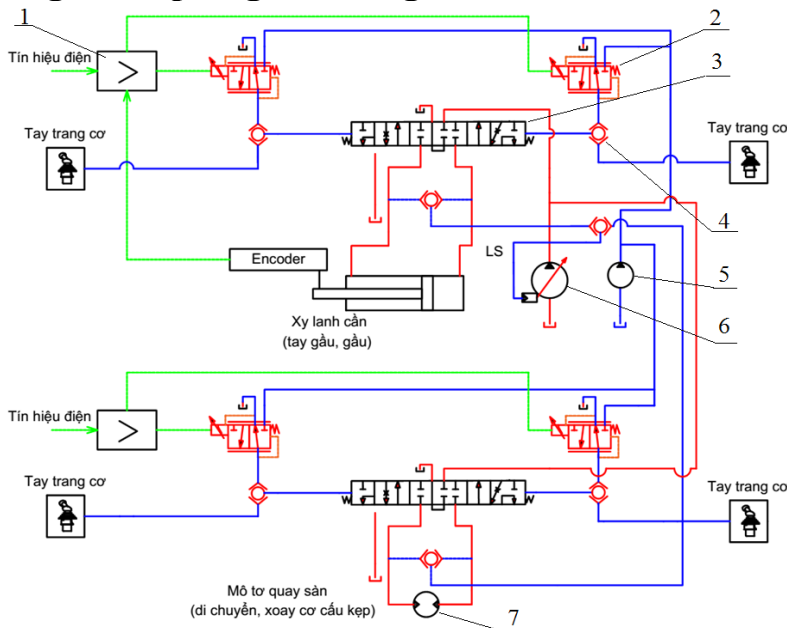 1
2
Tín hiệu điện
3
Tay trang cơ
Tay trang cơ
4
LS
Encoder
5
6
Xy lanh cần
(tay gầu, gầu)
Tín hiệu điện
Tay trang cơ
Tay trang cơ
Mô tơ quay sàn
(di chuyển, xoay cơ cấu kẹp)
7